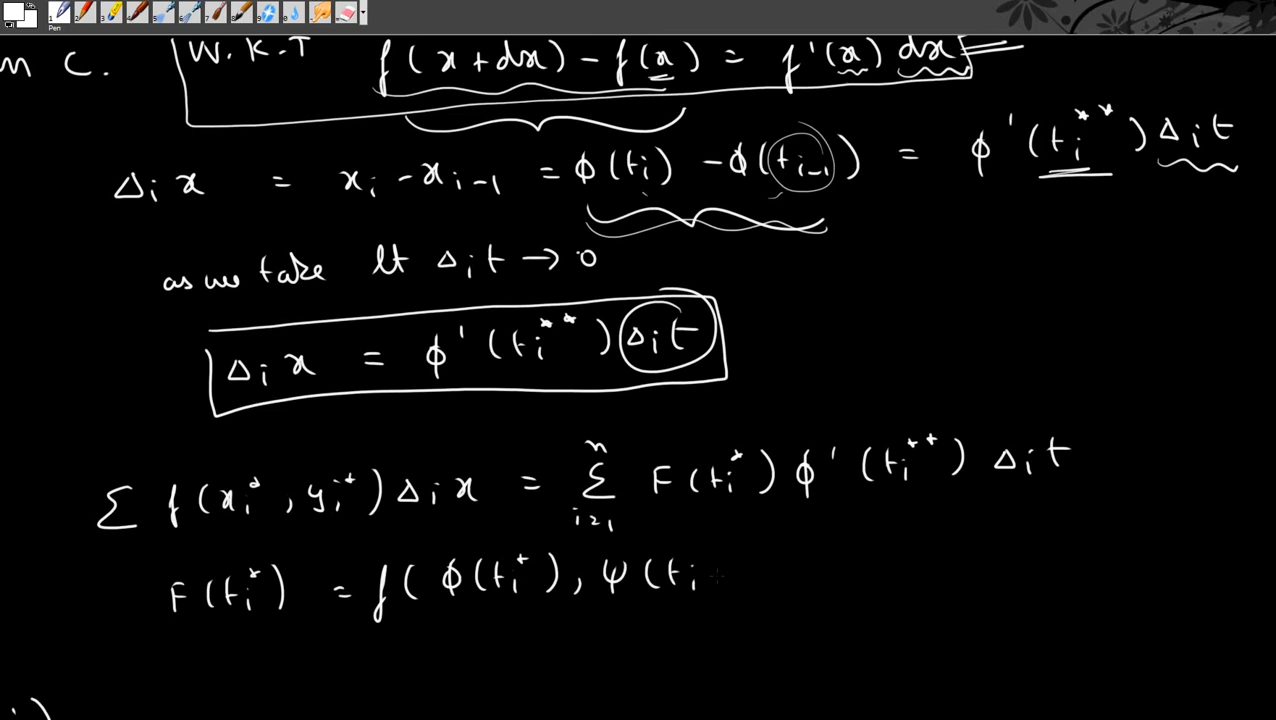 n C.
W.K.T f(x+dx) - f(x) = f'(x) dx
Δᵢx = xᵢ - xᵢ₋₁ = ϕ(tᵢ) - ϕ(tᵢ₋₁) = ϕ'(tᵢ**) Δᵢt
as we take lt Δᵢt → 0
Δᵢx = ϕ'(tᵢ**) Δᵢt
Σ f(xᵢ*, yᵢ*) Δᵢx = Σⁿᵢ₌₁ F(tᵢ*) ϕ'(tᵢ**) Δᵢt
F(tᵢ*) = f(ϕ(tᵢ*), ψ(tᵢ